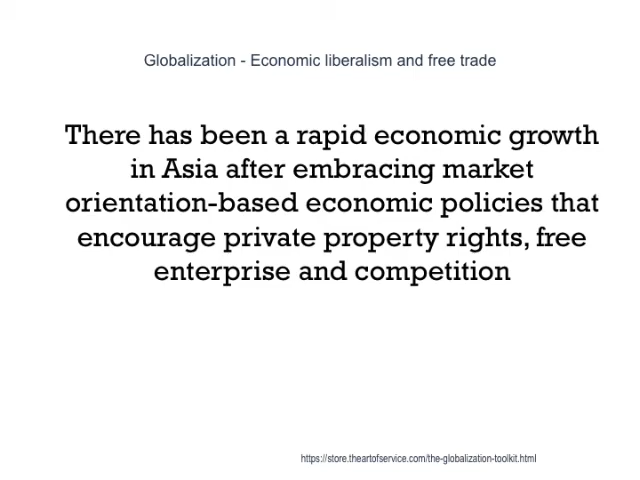 Globalization - Economic liberalism and free trade
There has been a rapid economic growth
in Asia after embracing market
orientation-based economic policies that
encourage private property rights, free
enterprise and competition
https://store.theartofservice.com/the-globalization-toolkit.html